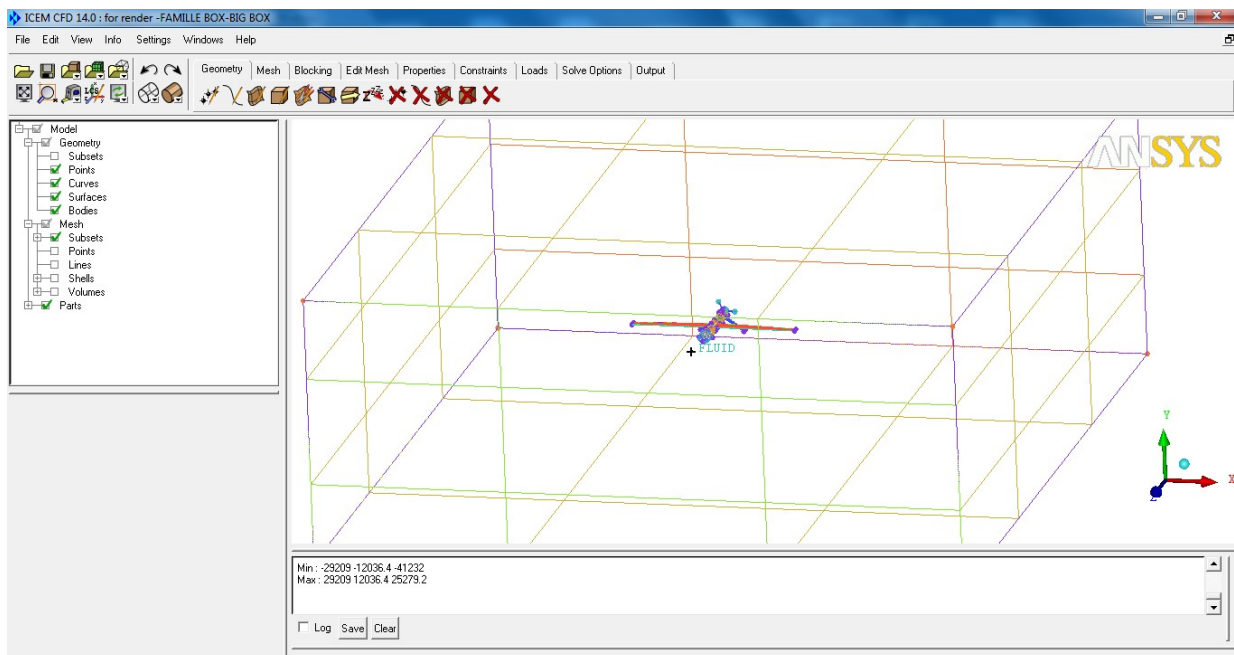 ICEM CFD 14.0 : for render -FAMILLE BOX-BIG BOX
File Edit View Info Settings Windows Help
Geometry Mesh Blocking Edit Mesh Properties Constraints Loads Solve Options Output
Model
Geometry
Subsets
Points
Curves
Surfaces
Bodies
Mesh
Subsets
Points
Lines
Shells
Volumes
Parts
ANSYS
FLUID
Y
X
Z
Min : -29209 -12036.4 -41232
Max : 29209 12036.4 25279.2
Log Save Clear